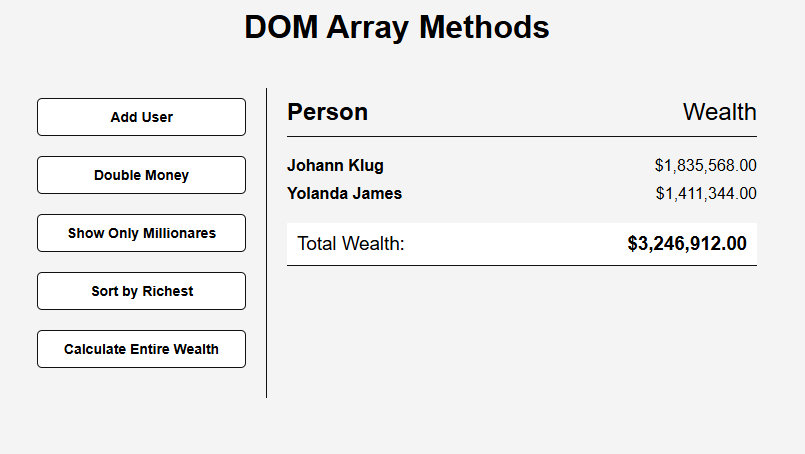 DOM Array Methods
Add User
Double Money
Show Only Millionares
Sort by Richest
Calculate Entire Wealth
Person Wealth
Johann Klug $1,835,568.00
Yolanda James $1,411,344.00
Total Wealth: $3,246,912.00